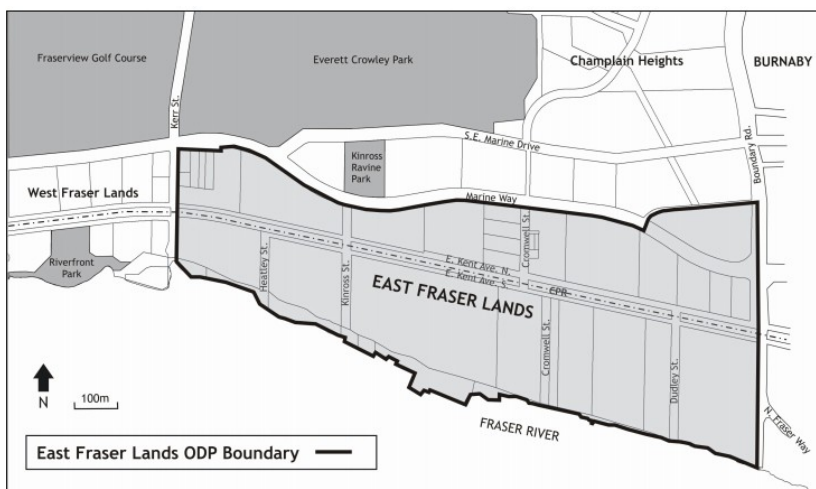 Fraserview Golf Course
Everett Crowley Park
Champlain Heights
BURNABY
Kerr St.
S.E. Marine Drive
Boundary Rd.
Kinross
Ravine
Park
West Fraser Lands
Marine Way
Riverfront
Park
Heatley St.
Kinross St.
E. Kent Ave. N.
E. Kent Ave. S.
Cromwell St.
CPR
EAST FRASER LANDS
Cromwell St.
Dudley St.
N. Fraser Way
N
100m
FRASER RIVER
East Fraser Lands ODP Boundary